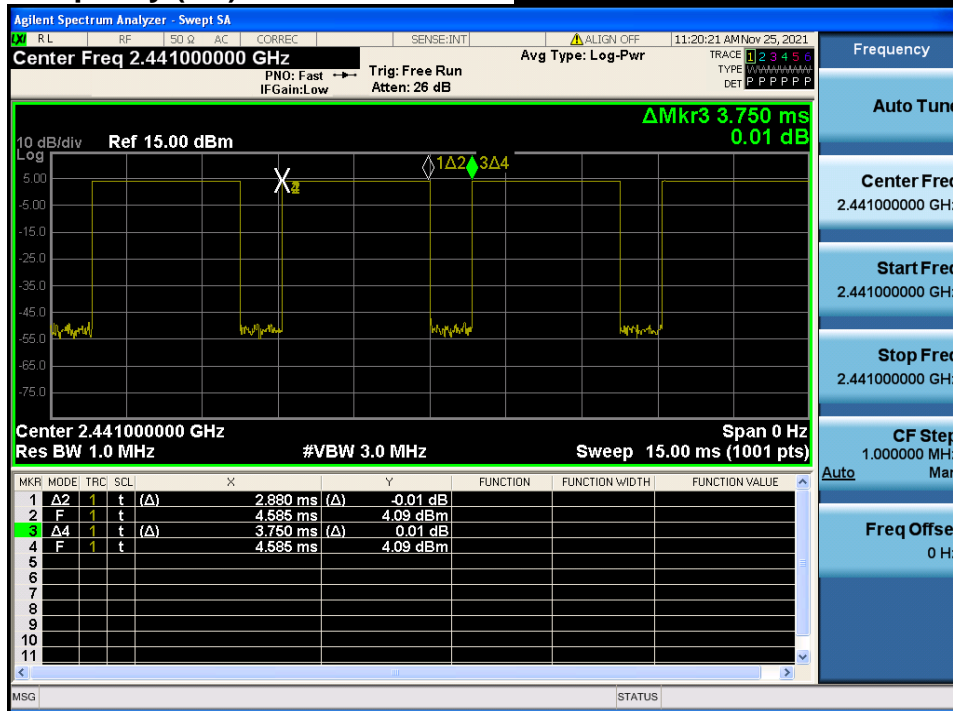 Agilent Spectrum Analyzer - Swept SA
LXI RL RF 50 Ω AC CORREC SENSE:INT ALIGN OFF 11:20:21 AM Nov 25, 2021
Center Freq 2.441000000 GHz
PNO: Fast
IFGain:Low
Trig: Free Run
Atten: 26 dB
Avg Type: Log-Pwr
TRACE 1 2 3 4 5 6
TYPE WWWWWW
DET P P P P P P
ΔMkr3 3.750 ms
0.01 dB
10 dB/div Ref 15.00 dBm
Log
1Δ2 3Δ4
X
5.00
-5.00
-15.0
-25.0
-35.0
-45.0
-55.0
-65.0
-75.0
Center 2.441000000 GHz Span 0 Hz
Res BW 1.0 MHz #VBW 3.0 MHz Sweep 15.00 ms (1001 pts)
MKR MODE TRC SCL X Y FUNCTION FUNCTION WIDTH FUNCTION VALUE
1 Δ2 1 t (Δ) 2.880 ms (Δ) -0.01 dB
2 F 1 t 4.585 ms 4.09 dBm
3 Δ4 1 t (Δ) 3.750 ms (Δ) 0.01 dB
4 F 1 t 4.585 ms 4.09 dBm
5
6
7
8
9
10
11
MSG STATUS
Frequency
Auto Tune
Center Freq
2.441000000 GHz
Start Freq
2.441000000 GHz
Stop Freq
2.441000000 GHz
CF Step
1.000000 MHz
Auto Man
Freq Offset
0 Hz